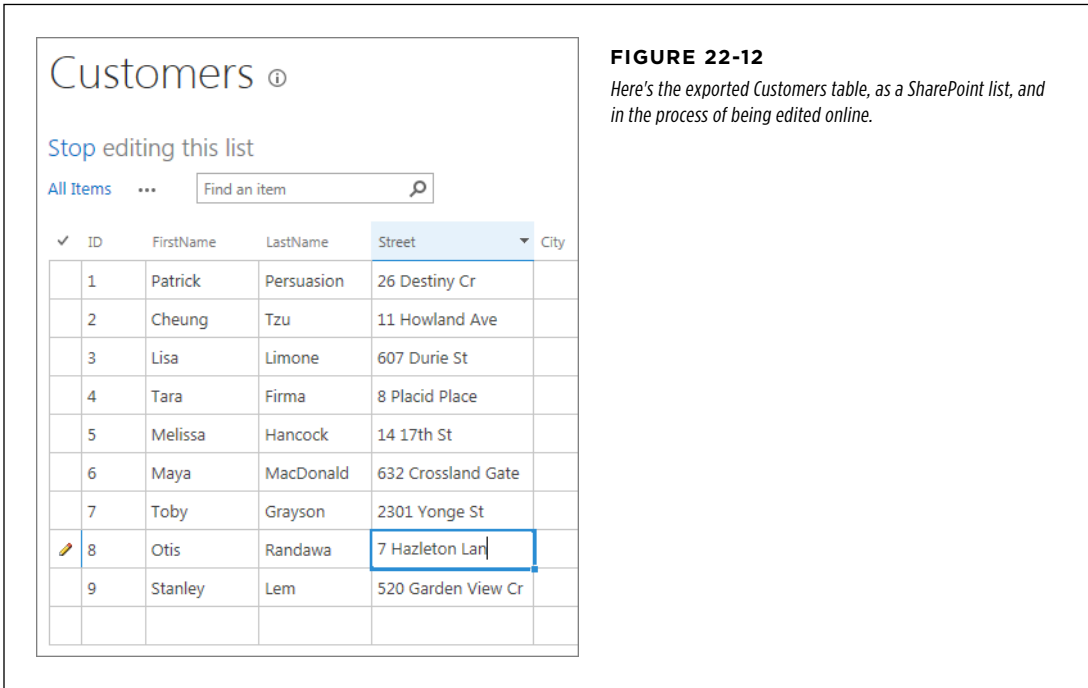 Customers
Stop editing this list
All Items ...
Find an item
ID FirstName LastName Street City
1 Patrick Persuasion 26 Destiny Cr
2 Cheung Tzu 11 Howland Ave
3 Lisa Limone 607 Durie St
4 Tara Firma 8 Placid Place
5 Melissa Hancock 14 17th St
6 Maya MacDonald 632 Crossland Gate
7 Toby Grayson 2301 Yonge St
8 Otis Randawa 7 Hazleton Lan
9 Stanley Lem 520 Garden View Cr
FIGURE 22-12
Here's the exported Customers table, as a SharePoint list, and
in the process of being edited online.